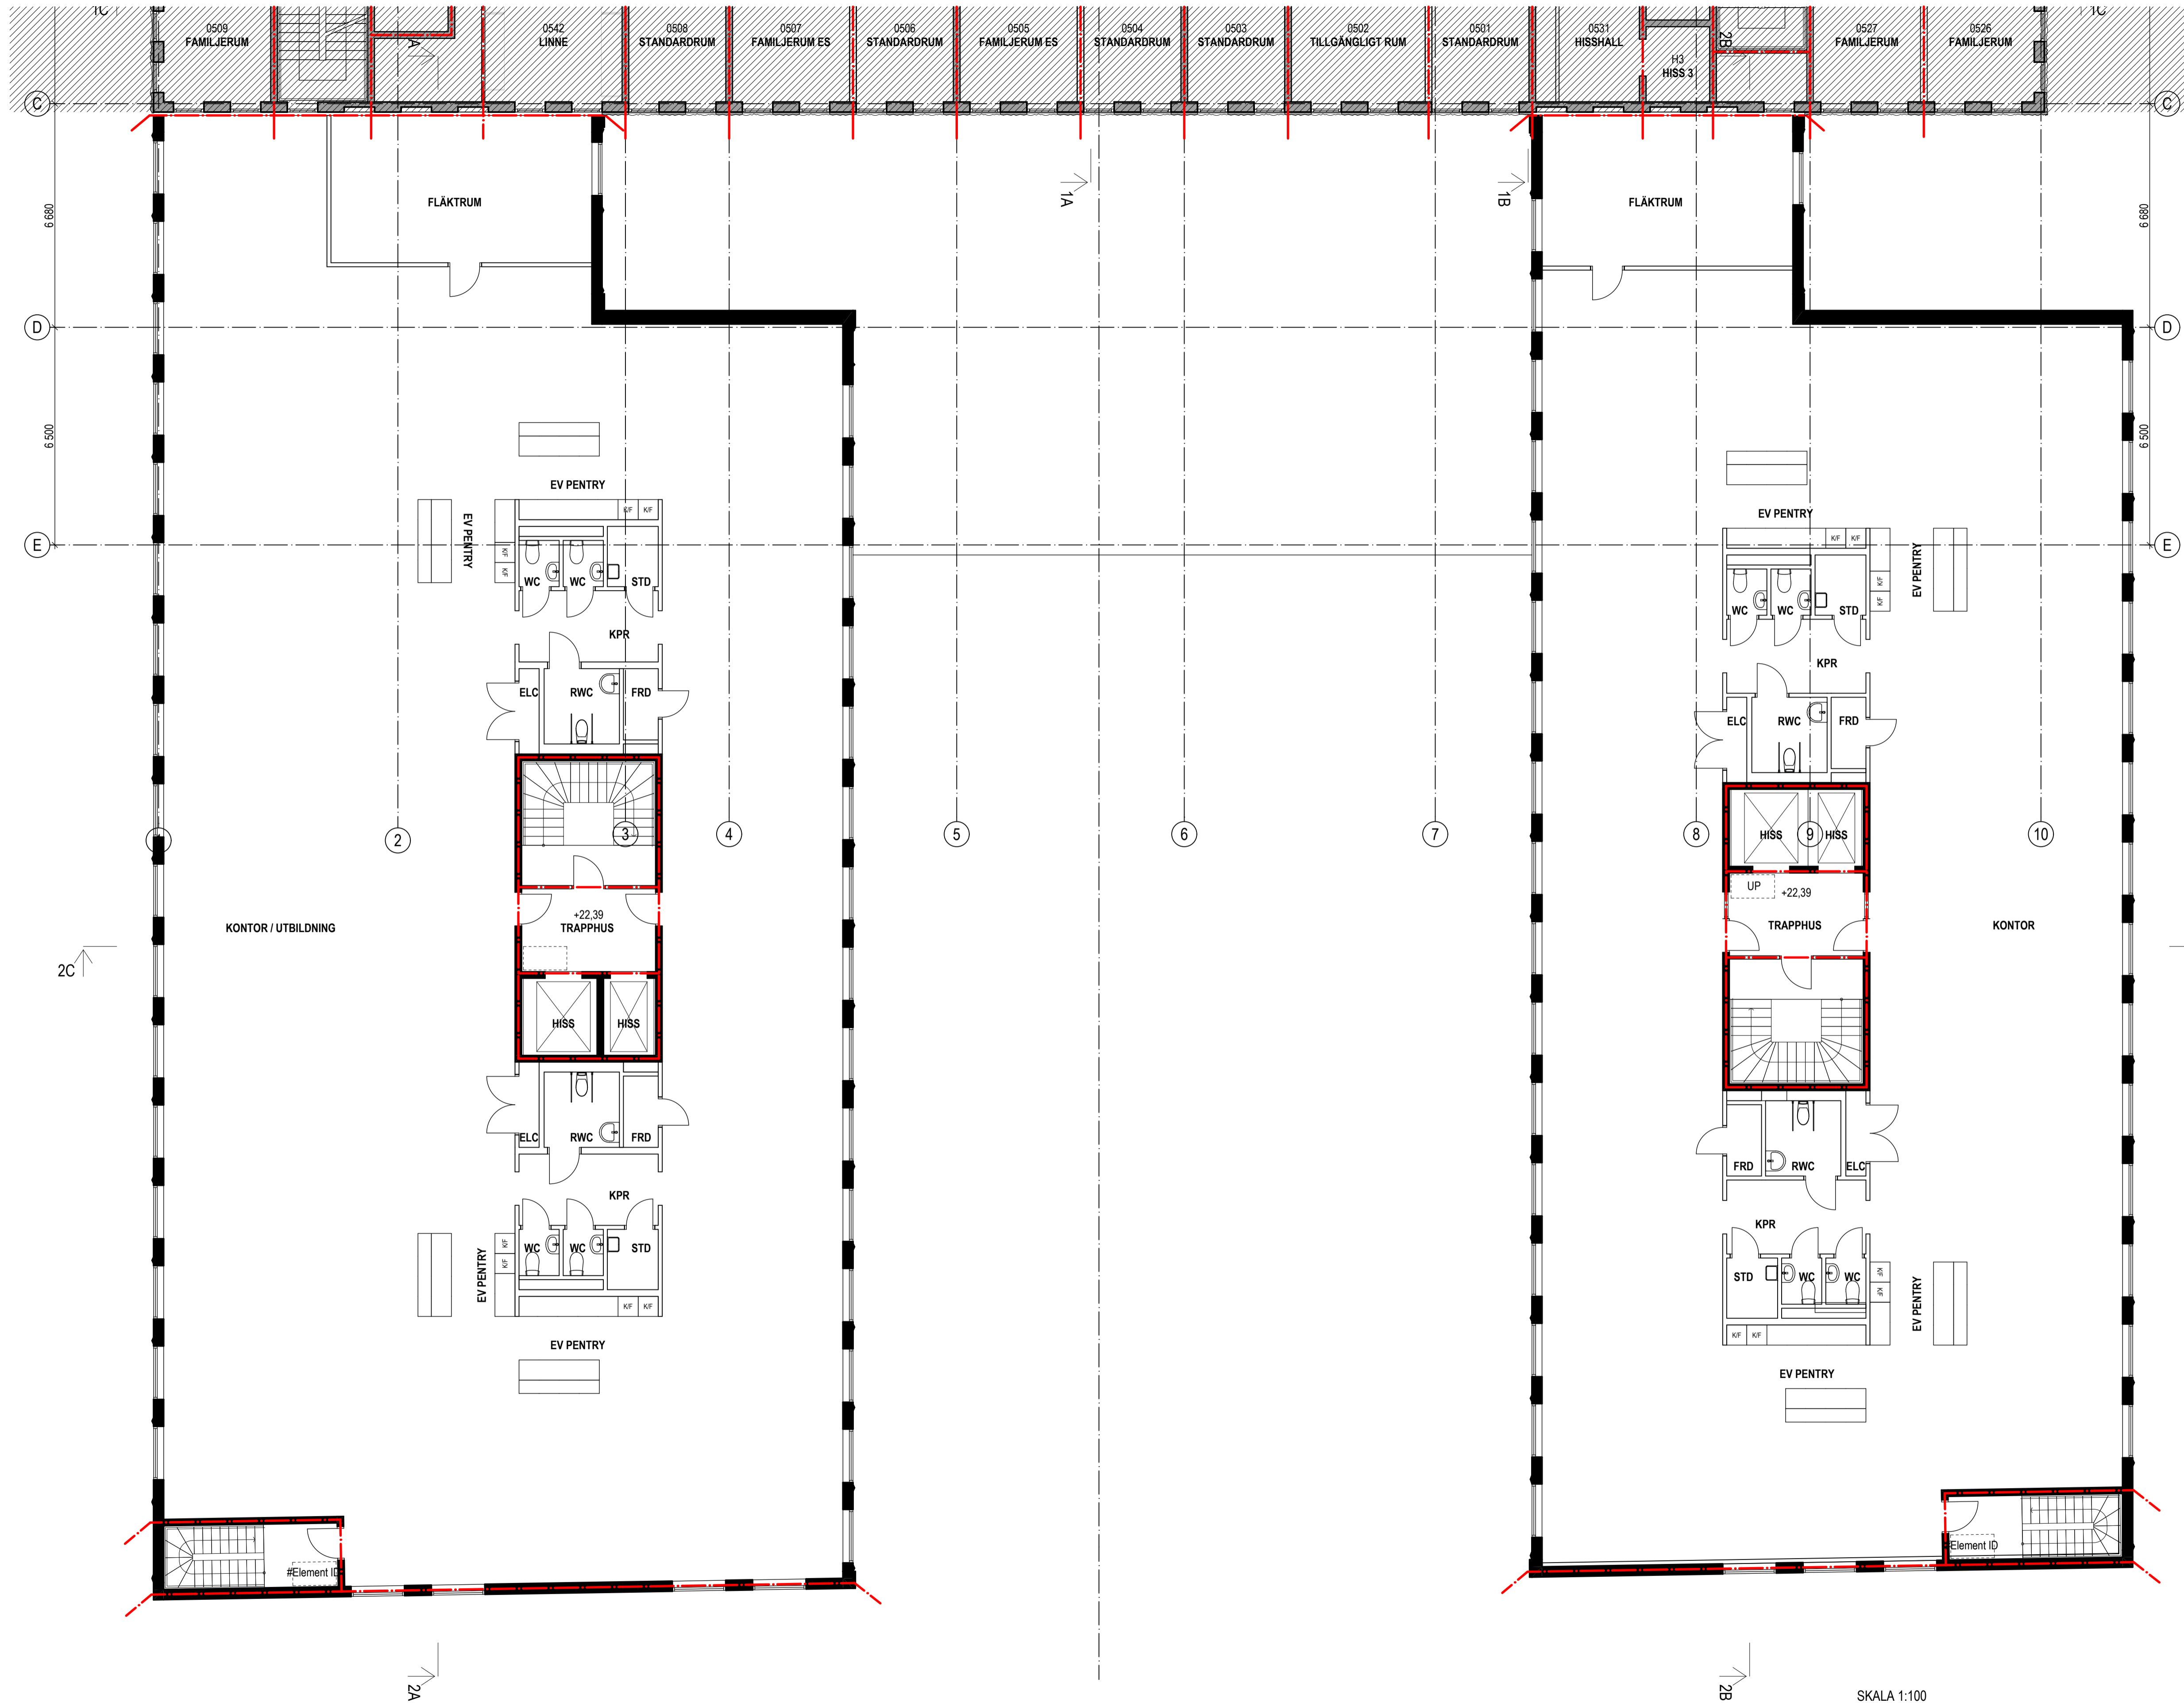 1C
1C
0509
FAMILJERUM
0542
LINNE
0508
STANDARDRUM
0507
FAMILJERUM ES
0506
STANDARDRUM
0505
FAMILJERUM ES
0504
STANDARDRUM
0503
STANDARDRUM
0502
TILLGÄNGLIGT RUM
0501
STANDARDRUM
0531
HISSHALL
H3
HISS 3
2B
0527
FAMILJERUM
0526
FAMILJERUM
A
C
C
1A
1B
FLÄKTRUM
FLÄKTRUM
6 680
6 680
D
D
6 500
6 500
EV PENTRY
EV PENTRY
K/F
K/F
K/F
K/F
EV PENTRY
EV PENTRY
K/F
K/F
K/F
K/F
E
E
WC
WC
STD
WC
WC
STD
KPR
KPR
ELC
RWC
FRD
ELC
RWC
FRD
2
3
4
5
6
7
8
9
10
HISS
HISS
UP
+22,39
TRAPPHUS
+22,39
TRAPPHUS
KONTOR / UTBILDNING
KONTOR
2C
HISS
HISS
ELC
RWC
FRD
FRD
RWC
ELC
KPR
KPR
WC
WC
STD
STD
WC
WC
EV PENTRY
K/F
K/F
K/F
K/F
EV PENTRY
K/F
K/F
K/F
K/F
EV PENTRY
EV PENTRY
#Element ID
Element ID
2A
2B
SKALA 1:100